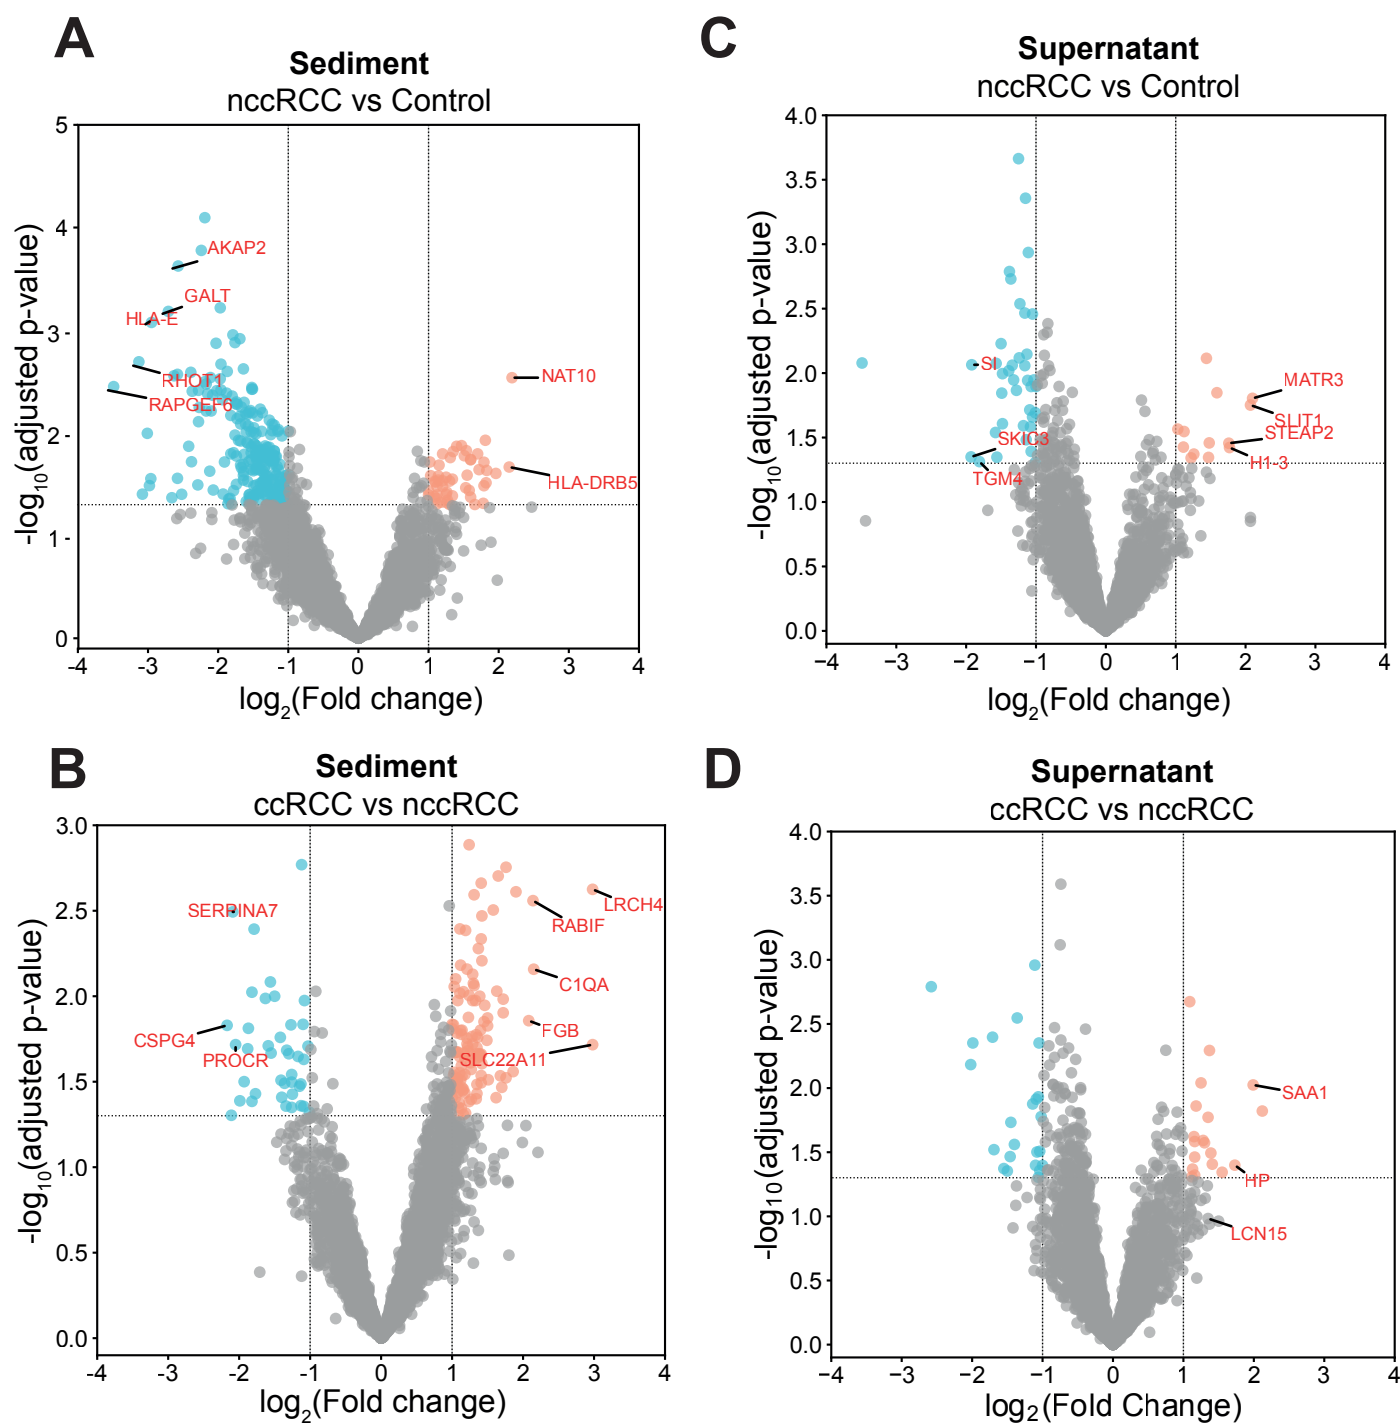 A
Sediment
nccRCC vs Control
-log10(adjusted p-value)
5
4
3
2
1
0
AKAP2
GALT
HLA-E
RHOT1
RAPGEF6
NAT10
HLA-DRB5
-4 -3 -2 -1 0 1 2 3 4
log2(Fold change)
C
Supernatant
nccRCC vs Control
-log10(adjusted p-value)
4.0
3.5
3.0
2.5
2.0
1.5
1.0
0.5
0.0
SI
SKIC3
TGM4
MATR3
SLIT1
STEAP2
H1-3
−4 −3 −2 −1 0 1 2 3 4
log2(Fold change)
B
Sediment
ccRCC vs nccRCC
-log10(adjusted p-value)
3.0
2.5
2.0
1.5
1.0
0.5
0.0
SERPINA7
CSPG4
PROCR
LRCH4
RABIF
C1QA
FGB
SLC22A11
-4 -3 -2 -1 0 1 2 3 4
log2(Fold change)
D
Supernatant
ccRCC vs nccRCC
-log10(adjusted p-value)
4.0
3.5
3.0
2.5
2.0
1.5
1.0
0.5
0.0
SAA1
HP
LCN15
−4 −3 −2 −1 0 1 2 3 4
log2(Fold Change)